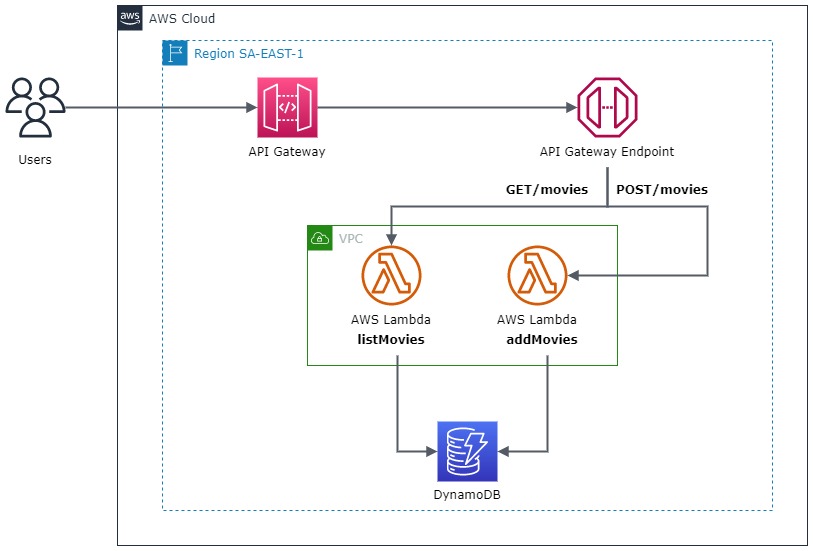 aws
AWS Cloud
Region SA-EAST-1
</>
Users
API Gateway
API Gateway Endpoint
GET/movies
POST/movies
VPC
AWS Lambda
listMovies
AWS Lambda
addMovies
DynamoDB